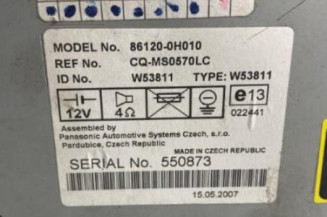 MODEL No. 86120-0H010
REF No. CQ-MS0570LC
ID No. W53811 TYPE: W53811
12V 4Ω e13
022441
Assembled by
Panasonic Automotive Systems Czech, s.r.o.
Pardubice, Czech Republic
MADE IN CZECH REPUBLIC
SERIAL No. 550873
15.05.2007